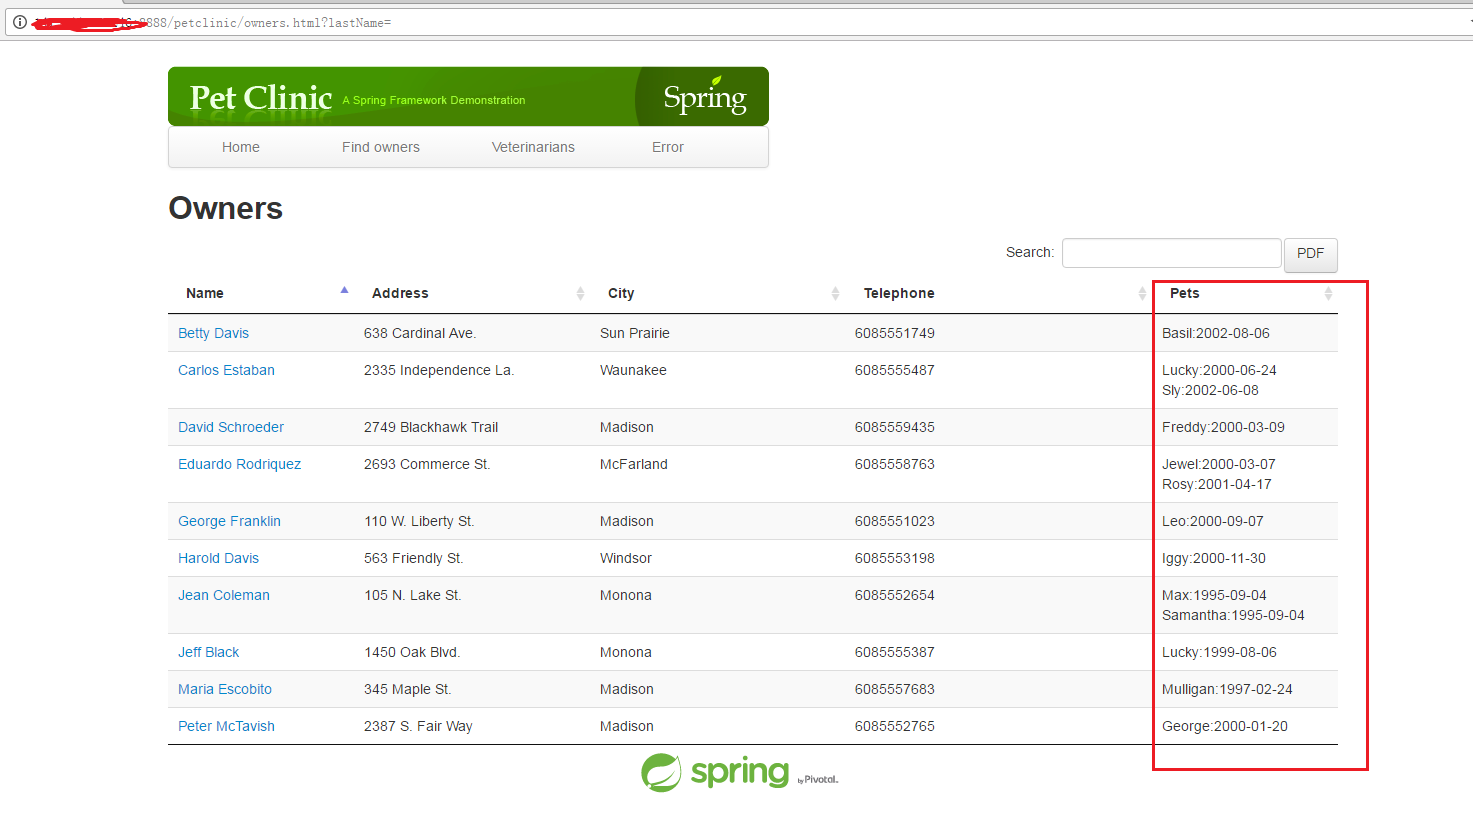 8888/petclinic/owners.html?lastName=
Pet Clinic A Spring Framework Demonstration Spring
Home Find owners Veterinarians Error
Owners
Search: PDF
Name Address City Telephone Pets
Betty Davis 638 Cardinal Ave. Sun Prairie 6085551749 Basil:2002-08-06
Carlos Estaban 2335 Independence La. Waunakee 6085555487 Lucky:2000-06-24
Sly:2002-06-08
David Schroeder 2749 Blackhawk Trail Madison 6085559435 Freddy:2000-03-09
Eduardo Rodriquez 2693 Commerce St. McFarland 6085558763 Jewel:2000-03-07
Rosy:2001-04-17
George Franklin 110 W. Liberty St. Madison 6085551023 Leo:2000-09-07
Harold Davis 563 Friendly St. Windsor 6085553198 Iggy:2000-11-30
Jean Coleman 105 N. Lake St. Monona 6085552654 Max:1995-09-04
Samantha:1995-09-04
Jeff Black 1450 Oak Blvd. Monona 6085555387 Lucky:1999-08-06
Maria Escobito 345 Maple St. Madison 6085557683 Mulligan:1997-02-24
Peter McTavish 2387 S. Fair Way Madison 6085552765 George:2000-01-20
spring by Pivotal.